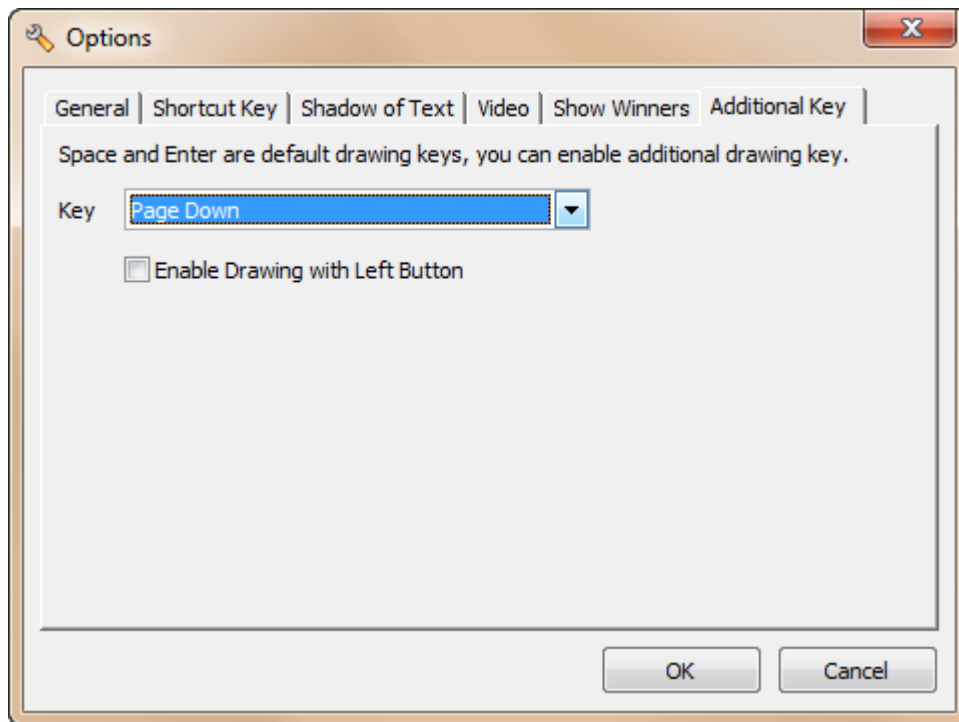 Options
General Shortcut Key Shadow of Text Video Show Winners Additional Key
Space and Enter are default drawing keys, you can enable additional drawing key.
Key Page Down
Enable Drawing with Left Button
OK Cancel